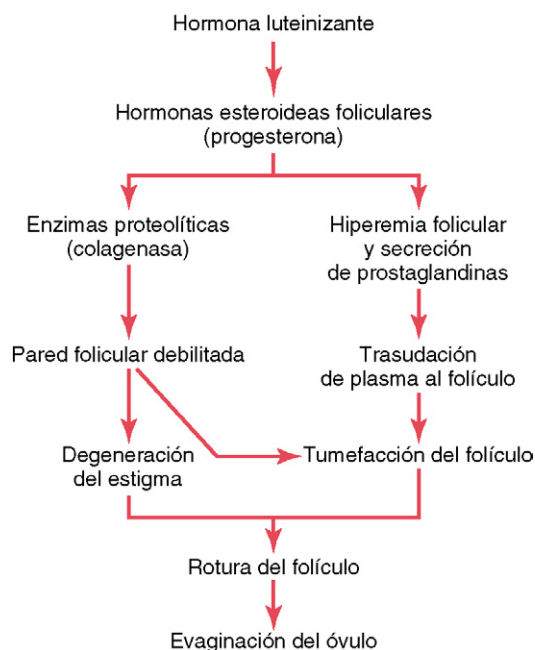 Hormona luteinizante
Hormonas esteroideas foliculares
(progesterona)
Enzimas proteolíticas
(colagenasa)
Hiperemia folicular
y secreción
de prostaglandinas
Pared folicular debilitada
Trasudación
de plasma al folículo
Degeneración
del estigma
Tumefacción del folículo
Rotura del folículo
Evaginación del óvulo